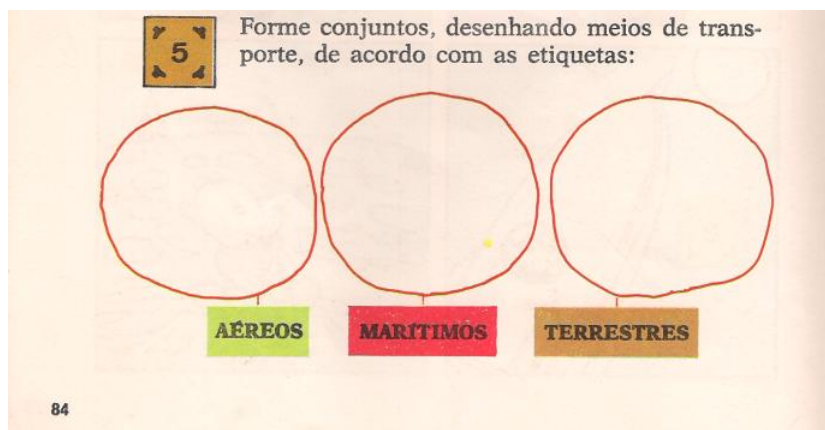 5
Forme conjuntos, desenhando meios de trans-
porte, de acordo com as etiquetas:
AÉREOS
MARÍTIMOS
TERRESTRES
84